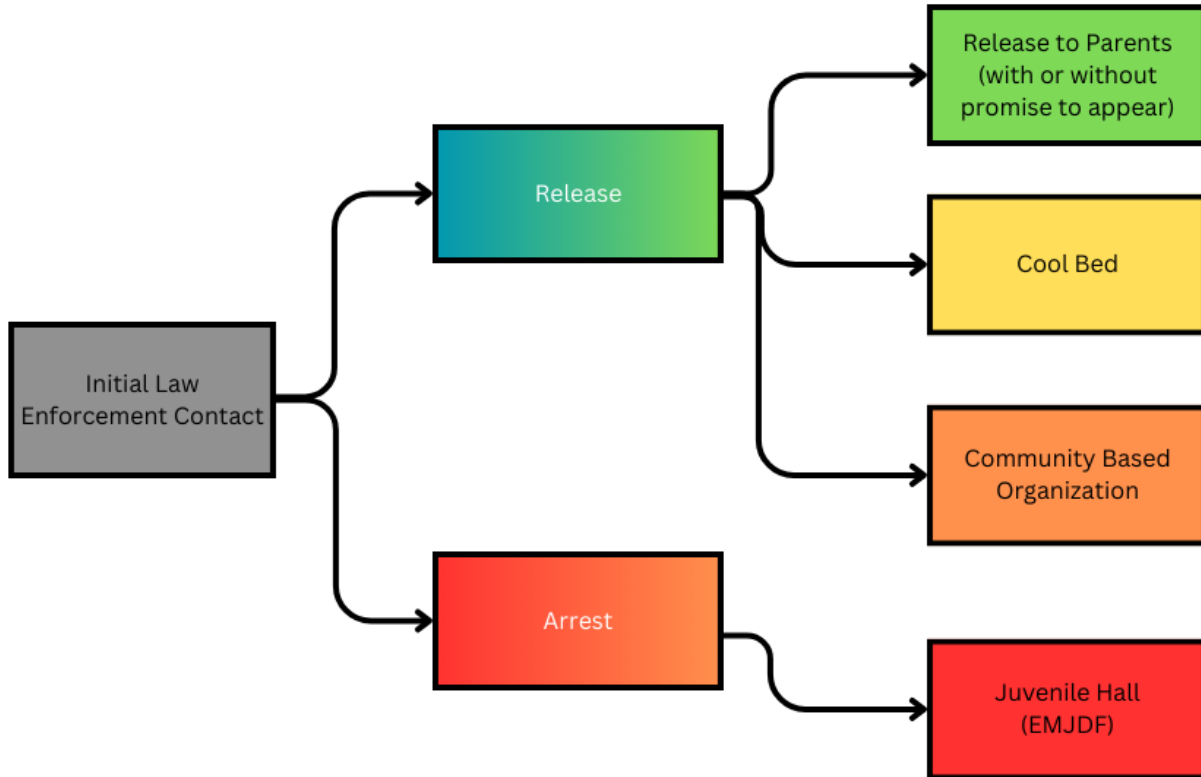 Initial Law
Enforcement Contact
Release
Arrest
Release to Parents
(with or without
promise to appear)
Cool Bed
Community Based
Organization
Juvenile Hall
(EMJDF)